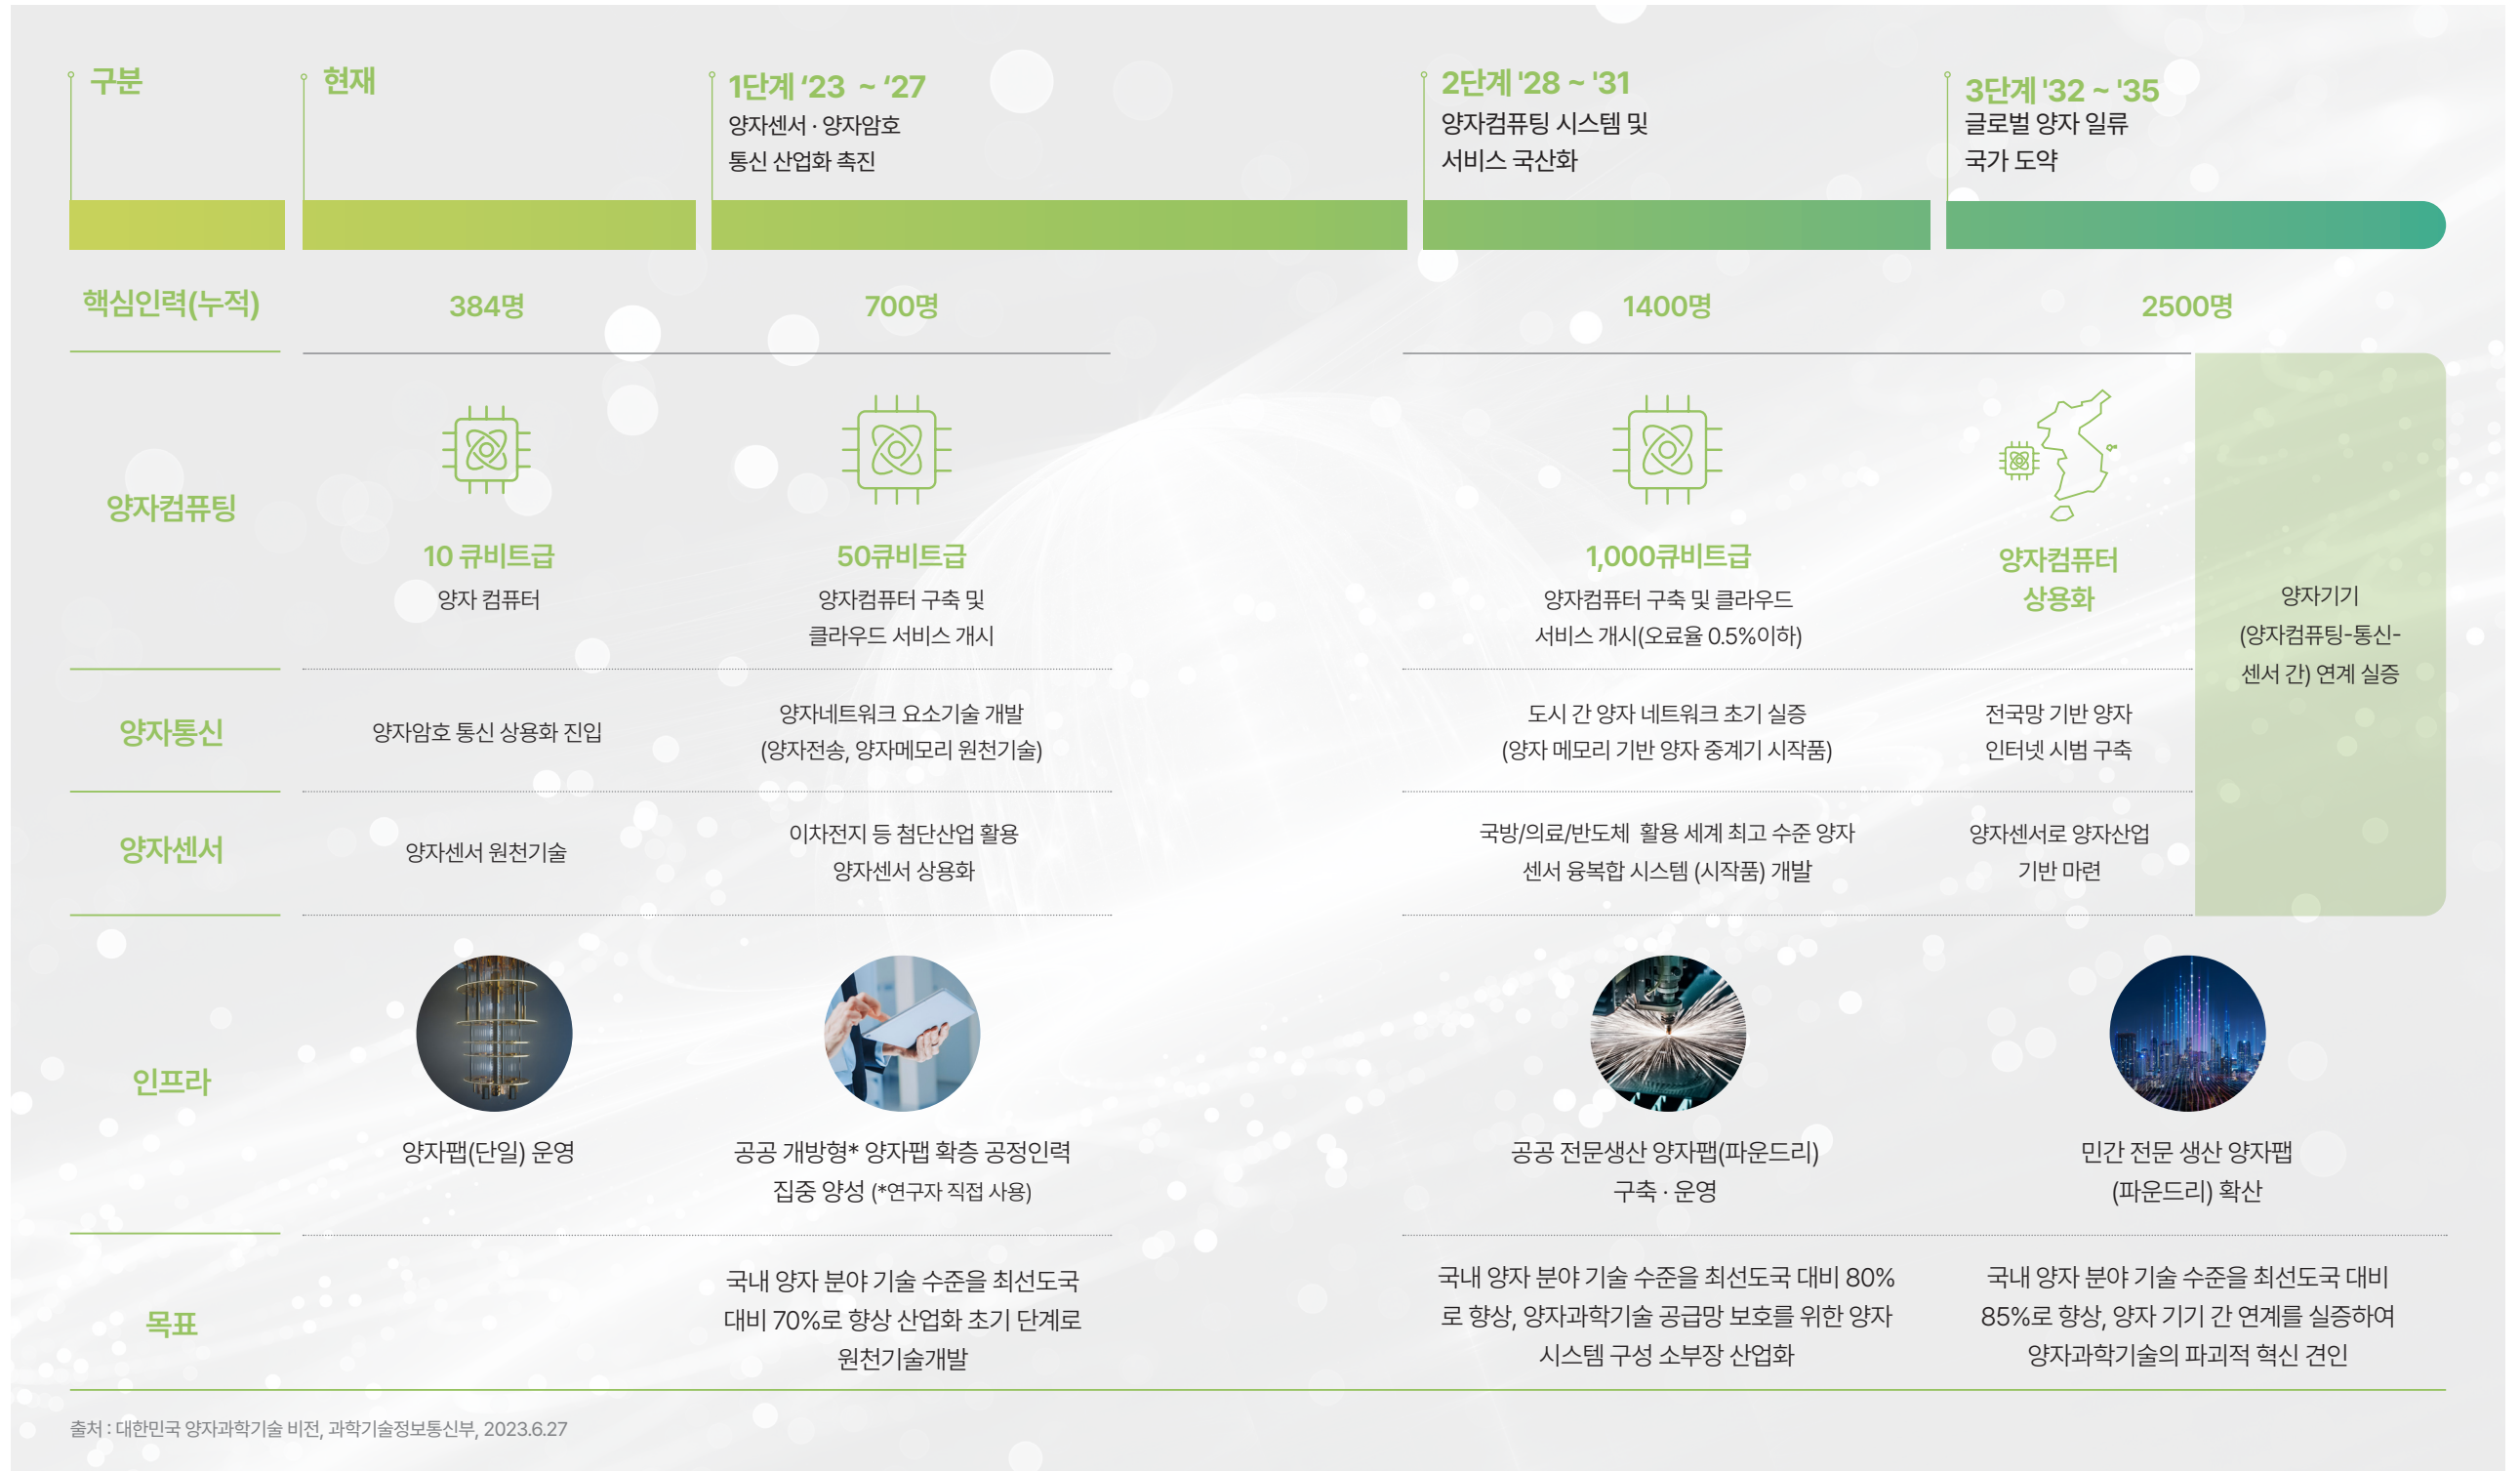 구분
현재
1단계 ‘23 ~ ‘27
양자센서 · 양자암호
통신 산업화 촉진
2단계 '28 ~ '31
양자컴퓨팅 시스템 및
서비스 국산화
3단계 '32 ~ '35
글로벌 양자 일류
국가 도약
핵심인력(누적)
384명
700명
1400명
2500명
양자컴퓨팅
10 큐비트급
양자 컴퓨터
50큐비트급
양자컴퓨터 구축 및
클라우드 서비스 개시
1,000큐비트급
양자컴퓨터 구축 및 클라우드
서비스 개시(오료율 0.5%이하)
양자컴퓨터
상용화
양자기기
(양자컴퓨팅-통신-
센서 간) 연계 실증
양자통신
양자암호 통신 상용화 진입
양자네트워크 요소기술 개발
(양자전송, 양자메모리 원천기술)
도시 간 양자 네트워크 초기 실증
(양자 메모리 기반 양자 중계기 시작품)
전국망 기반 양자
인터넷 시범 구축
양자센서
양자센서 원천기술
이차전지 등 첨단산업 활용
양자센서 상용화
국방/의료/반도체 활용 세계 최고 수준 양자
센서 융복합 시스템 (시작품) 개발
양자센서로 양자산업
기반 마련
인프라
양자팹(단일) 운영
공공 개방형* 양자팹 확층 공정인력
집중 양성 (*연구자 직접 사용)
공공 전문생산 양자팹(파운드리)
구축 · 운영
민간 전문 생산 양자팹
(파운드리) 확산
목표
국내 양자 분야 기술 수준을 최선도국
대비 70%로 향상 산업화 초기 단계로
원천기술개발
국내 양자 분야 기술 수준을 최선도국 대비 80%
로 향상, 양자과학기술 공급망 보호를 위한 양자
시스템 구성 소부장 산업화
국내 양자 분야 기술 수준을 최선도국 대비
85%로 향상, 양자 기기 간 연계를 실증하여
양자과학기술의 파괴적 혁신 견인
출처 : 대한민국 양자과학기술 비전, 과학기술정보통신부, 2023.6.27